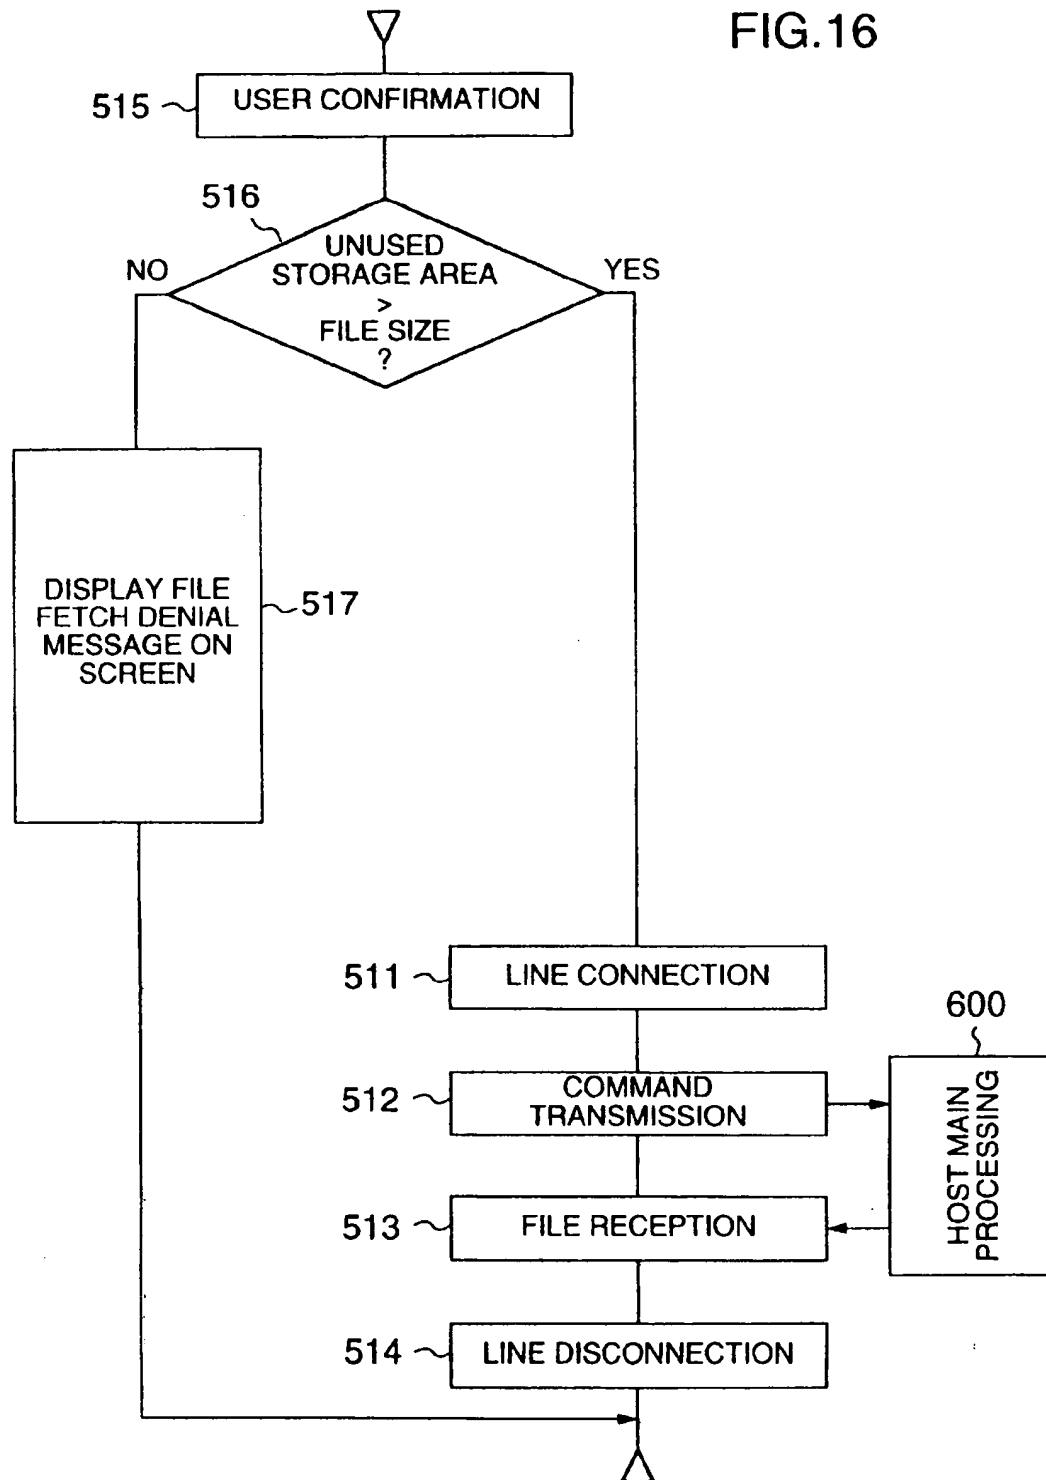 FIG.16
515
USER CONFIRMATION
516
UNUSED
STORAGE AREA
>
FILE SIZE
?
NO
YES
DISPLAY FILE
FETCH DENIAL
MESSAGE ON
SCREEN
517
511
LINE CONNECTION
600
512
COMMAND
TRANSMISSION
HOST MAIN
PROCESSING
513
FILE RECEPTION
514
LINE DISCONNECTION